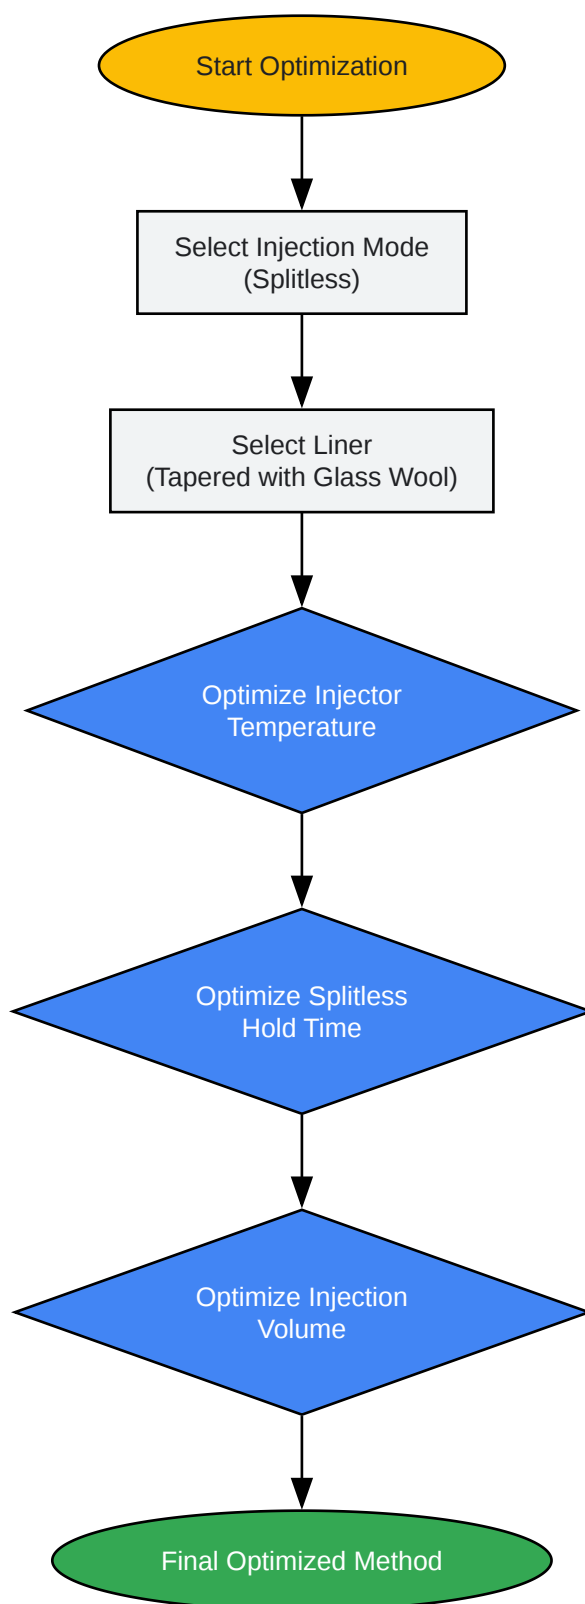 Start Optimization
Select Injection Mode
(Splitless)
Select Liner
(Tapered with Glass Wool)
Optimize Injector
Temperature
Optimize Splitless
Hold Time
Optimize Injection
Volume
Final Optimized Method